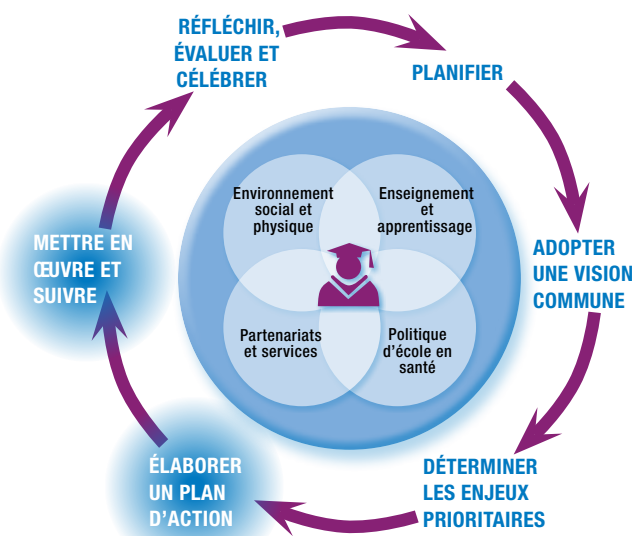 RÉFLÉCHIR,
ÉVALUER ET
CÉLÉBRER
PLANIFIER
ADOPTER
UNE VISION
COMMUNE
DÉTERMINER
LES ENJEUX
PRIORITAIRES
ÉLABORER
UN PLAN
D'ACTION
METTRE EN
ŒUVRE ET
SUIVRE
Environnement
social et
physique
Enseignement
et
apprentissage
Partenariats
et services
Politique
d'école en
santé